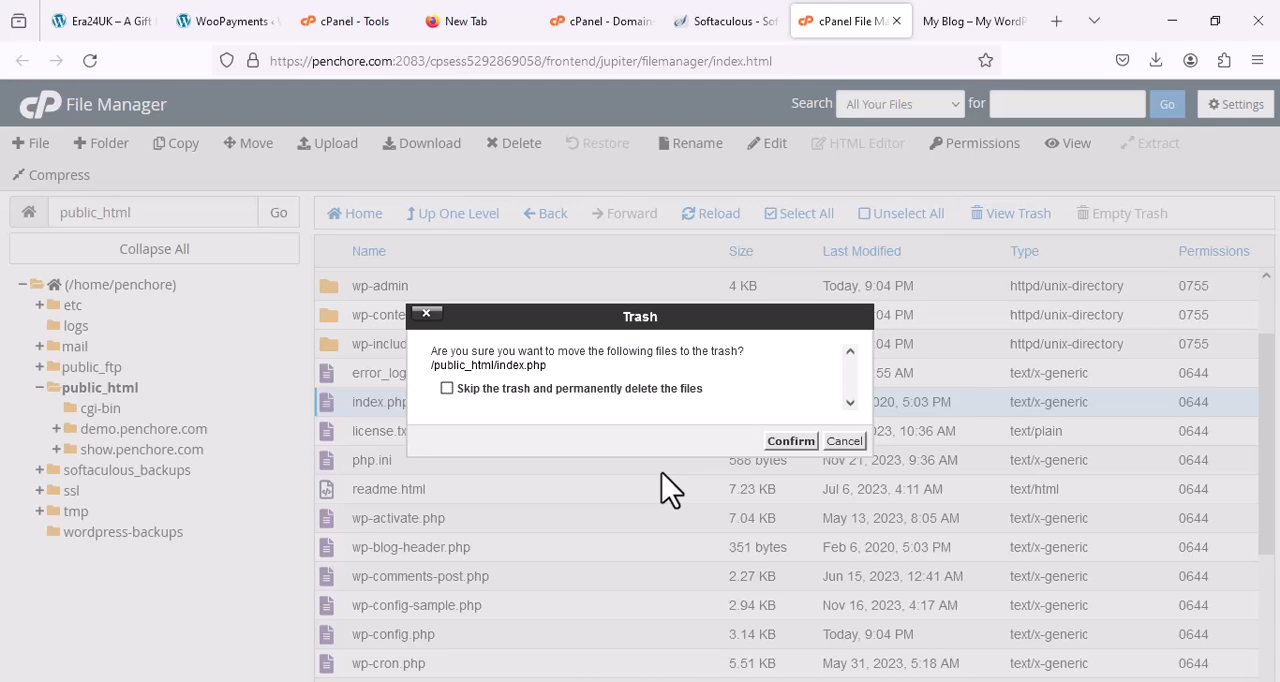 Era24UK – A Gift
WooPayments ‹
cPanel - Tools
New Tab
cPanel - Domain
Softaculous - Sof
cPanel File Ma
My Blog – My WordP
https://penchore.com:2083/cpsess5292869058/frontend/jupiter/filemanager/index.html
cP File Manager
Search All Your Files for Go Settings
File Folder Copy Move Upload Download Delete Restore Rename Edit HTML Editor Permissions View Extract
Compress
public_html Go
Home Up One Level Back Forward Reload Select All Unselect All View Trash Empty Trash
Collapse All
(/home/penchore)
etc
logs
mail
public_ftp
public_html
cgi-bin
demo.penchore.com
show.penchore.com
softaculous_backups
ssl
tmp
wordpress-backups
Name Size Last Modified Type Permissions
wp-admin 4 KB Today, 9:04 PM httpd/unix-directory 0755
wp-conte :04 PM httpd/unix-directory 0755
wp-includ :04 PM httpd/unix-directory 0755
error_log :55 AM text/x-generic 0644
index.php 2020, 5:03 PM text/x-generic 0644
license.tx 023, 10:36 AM text/plain 0644
php.ini 588 bytes Nov 21, 2023, 9:36 AM text/x-generic 0644
readme.html 7.23 KB Jul 6, 2023, 4:11 AM text/html 0644
wp-activate.php 7.04 KB May 13, 2023, 8:05 AM text/x-generic 0644
wp-blog-header.php 351 bytes Feb 6, 2020, 5:03 PM text/x-generic 0644
wp-comments-post.php 2.27 KB Jun 15, 2023, 12:41 AM text/x-generic 0644
wp-config-sample.php 2.94 KB Nov 16, 2023, 4:17 AM text/x-generic 0644
wp-config.php 3.14 KB Today, 9:04 PM text/x-generic 0644
wp-cron.php 5.51 KB May 31, 2023, 5:18 AM text/x-generic 0644
Trash
Are you sure you want to move the following files to the trash?
/public_html/index.php
Skip the trash and permanently delete the files
Confirm Cancel